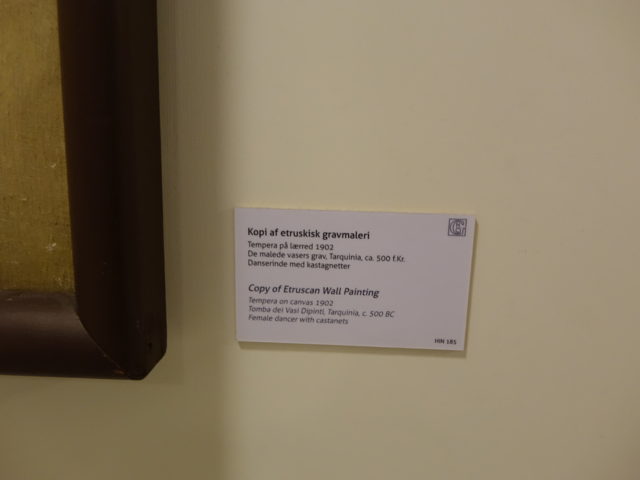 Kopi af etruskisk gravmaleri
Tempera på lærred 1902
De malede vasers grav, Tarquinia, ca. 500 f.Kr.
Danserinde med kastagnetter
Copy of Etruscan Wall Painting
Tempera on canvas 1902
Tomba dei Vasi Dipinti, Tarquinia, c. 500 BC
Female dancer with castanets
HIN 185